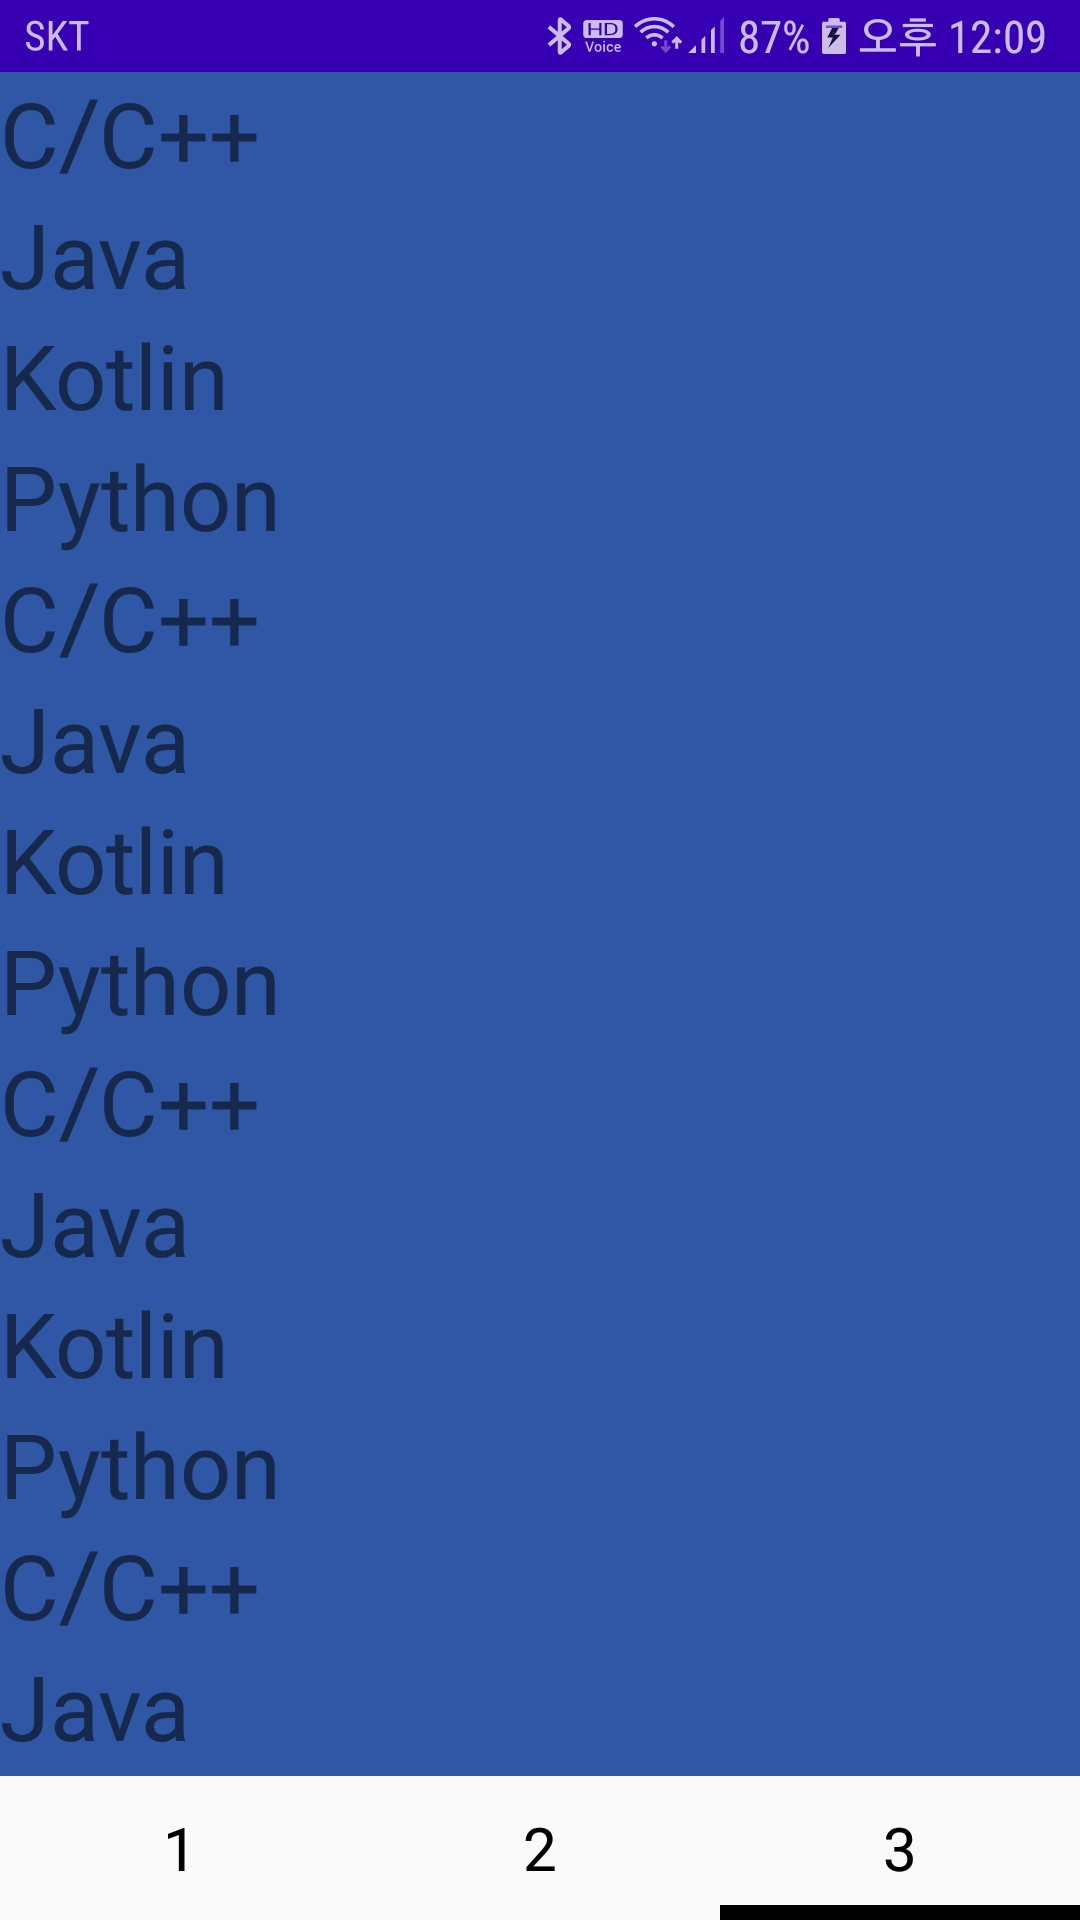 SKT HD Voice 87% 오후 12:09
C/C++
Java
Kotlin
Python
C/C++
Java
Kotlin
Python
C/C++
Java
Kotlin
Python
C/C++
Java
1 2 3